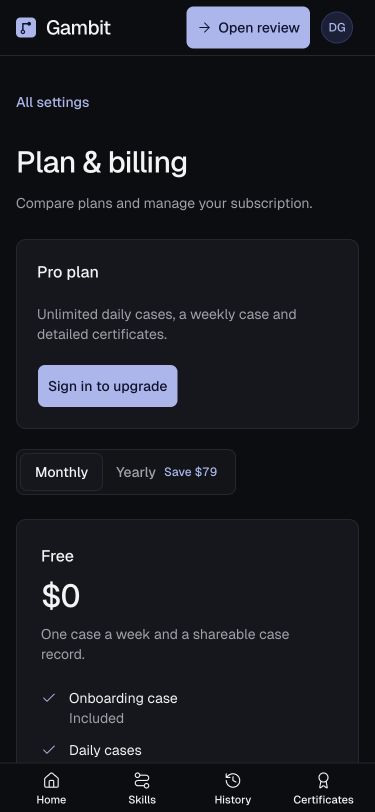 Gambit
Open review
DG
All settings
Plan & billing
Compare plans and manage your subscription.
Pro plan
Unlimited daily cases, a weekly case and
detailed certificates.
Sign in to upgrade
Monthly
Yearly Save $79
Free
$0
One case a week and a shareable case
record.
Onboarding case
Included
Daily cases
Home
Skills
History
Certificates